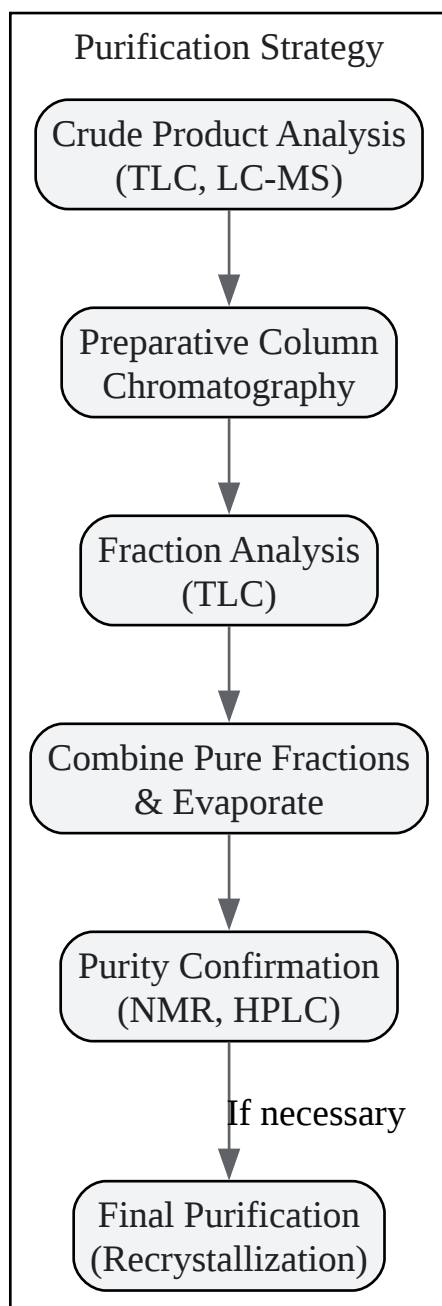 Purification Strategy
Crude Product Analysis
(TLC, LC-MS)
Preparative Column
Chromatography
Fraction Analysis
(TLC)
Combine Pure Fractions
& Evaporate
Purity Confirmation
(NMR, HPLC)
If necessary
Final Purification
(Recrystallization)